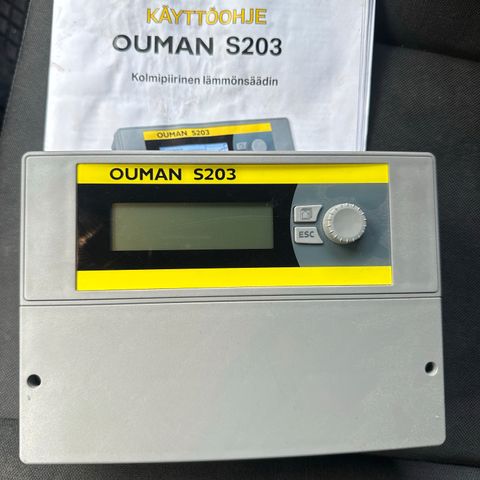 KÄYTTÖOHJE
OUMAN S203
Kolmipiirinen lämmönsäädin
OUMAN S203
OUMAN S203
ESC